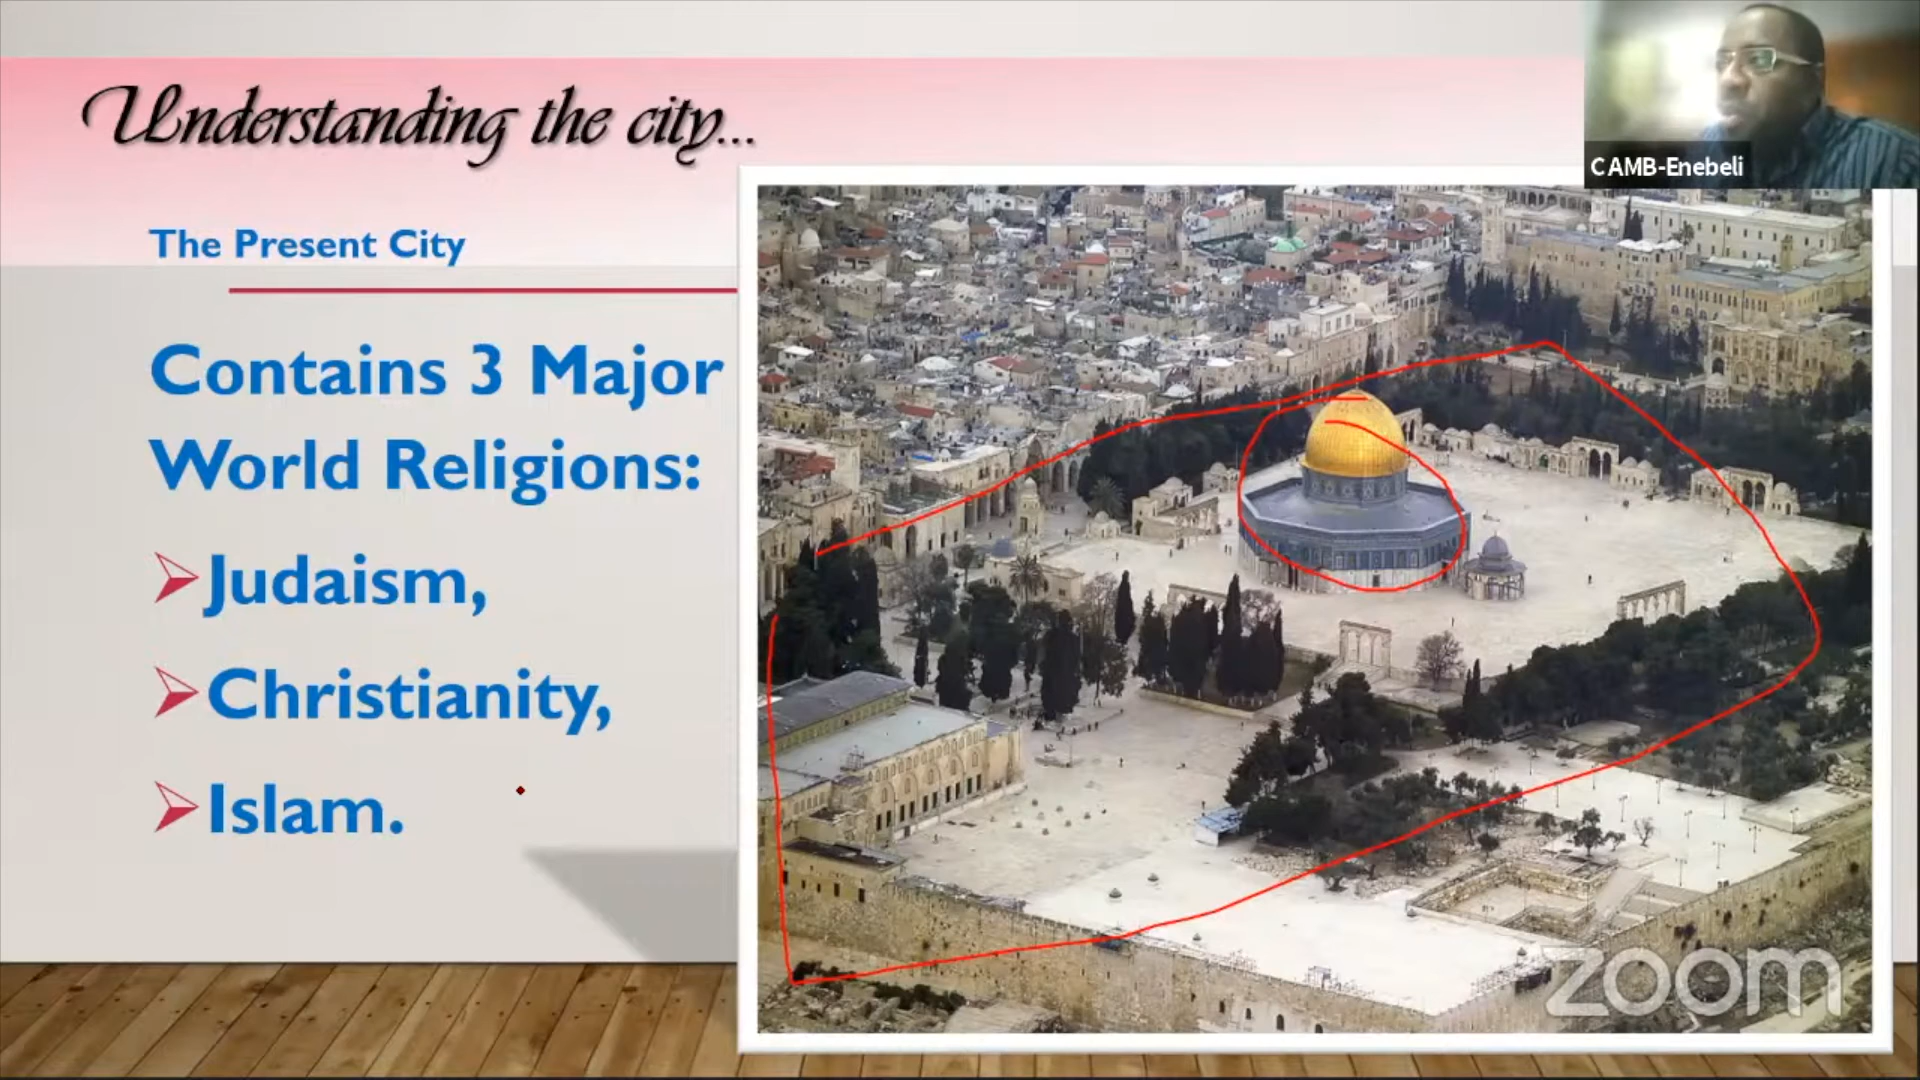 Understanding the city...
CAMB-Enebeli
The Present City
Contains 3 Major
World Religions:
Judaism,
Christianity,
Islam.
zoom